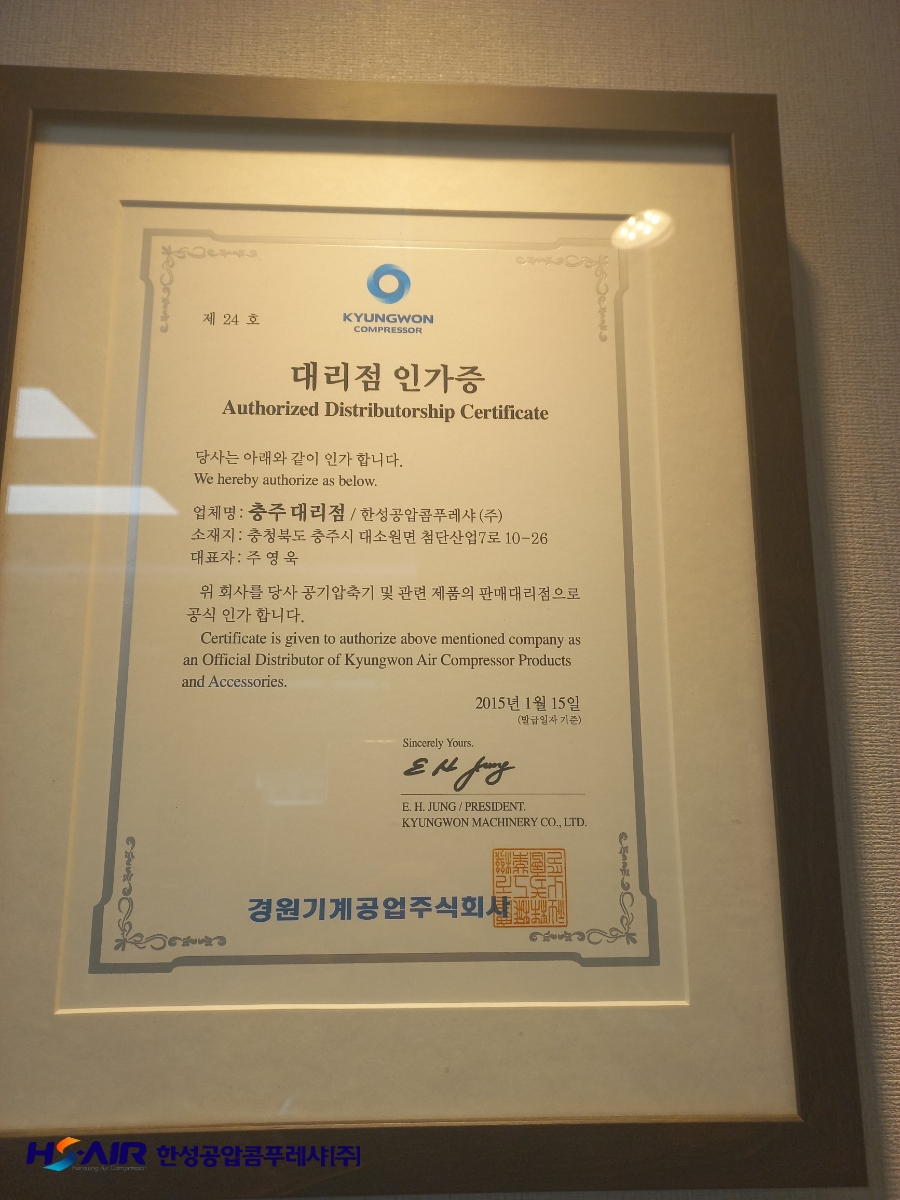 제 24 호
KYUNGWON
COMPRESSOR
대리점 인가증
Authorized Distributorship Certificate
당사는 아래와 같이 인가 합니다.
We hereby authorize as below.
업체명: 충주 대리점 / 한성공압콤푸레샤 (주)
소재지: 충청북도 충주시 대소원면 첨단산업7로 10-26
대표자: 주 영 욱
위 회사를 당사 공기압축기 및 관련 제품의 판매대리점으로
공식 인가 합니다.
Certificate is given to authorize above mentioned company as
an Official Distributor of Kyungwon Air Compressor Products
and Accessories.
2015년 1월 15일
(발급일자 기준)
Sincerely Yours.
E H Jung
E. H. JUNG / PRESIDENT.
KYUNGWON MACHINERY CO., LTD.
경원기계공업주식회사
HS-AIR 한성공압콤푸레샤[주]
Hansung Air Compressor